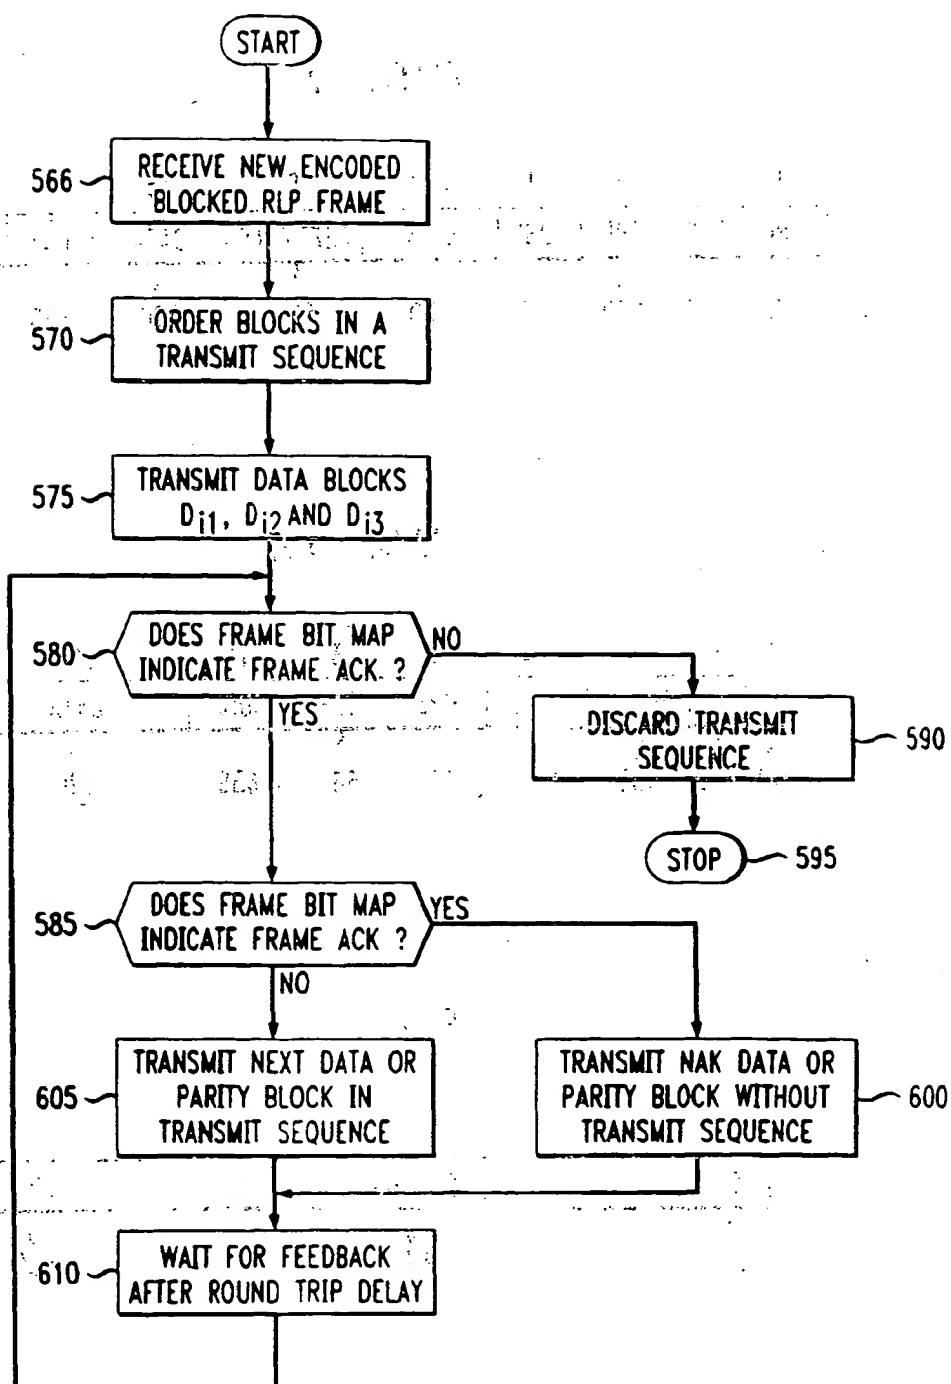 START
566
RECEIVE NEW ENCODED
BLOCKED RLP FRAME
570
ORDER BLOCKS IN A
TRANSMIT SEQUENCE
575
TRANSMIT DATA BLOCKS
Di1, Di2 AND Di3
580
DOES FRAME BIT MAP
INDICATE FRAME ACK ?
NO
YES
DISCARD TRANSMIT
SEQUENCE
590
STOP
595
585
DOES FRAME BIT MAP
INDICATE FRAME ACK ?
YES
NO
605
TRANSMIT NEXT DATA OR
PARITY BLOCK IN
TRANSMIT SEQUENCE
TRANSMIT NAK DATA OR
PARITY BLOCK WITHOUT
TRANSMIT SEQUENCE
600
610
WAIT FOR FEEDBACK
AFTER ROUND TRIP DELAY